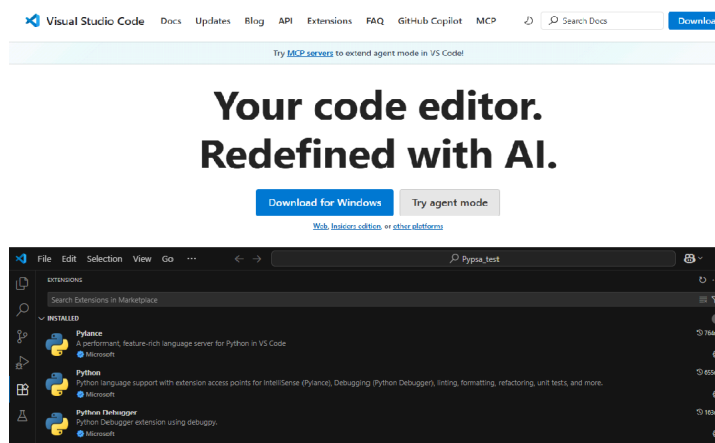 Visual Studio Code Docs Updates Blog API Extensions FAQ GitHub Copilot MCP Search Docs Downloa
Try MCP servers to extend agent mode in VS Code!
Your code editor.
Redefined with AI.
Download for Windows Try agent mode
Web, Insiders edition, or other platforms
File Edit Selection View Go ··· Pypsa_test
EXTENSIONS
Search Extensions in Marketplace
INSTALLED
Pylance
A performant, feature-rich language server for Python in VS Code
Microsoft
Python
Python language support with extension access points for IntelliSense (Pylance), Debugging (Python Debugger), linting, formatting, refactoring, unit tests, and more.
Microsoft
Python Debugger
Python Debugger extension using debugpy.
Microsoft